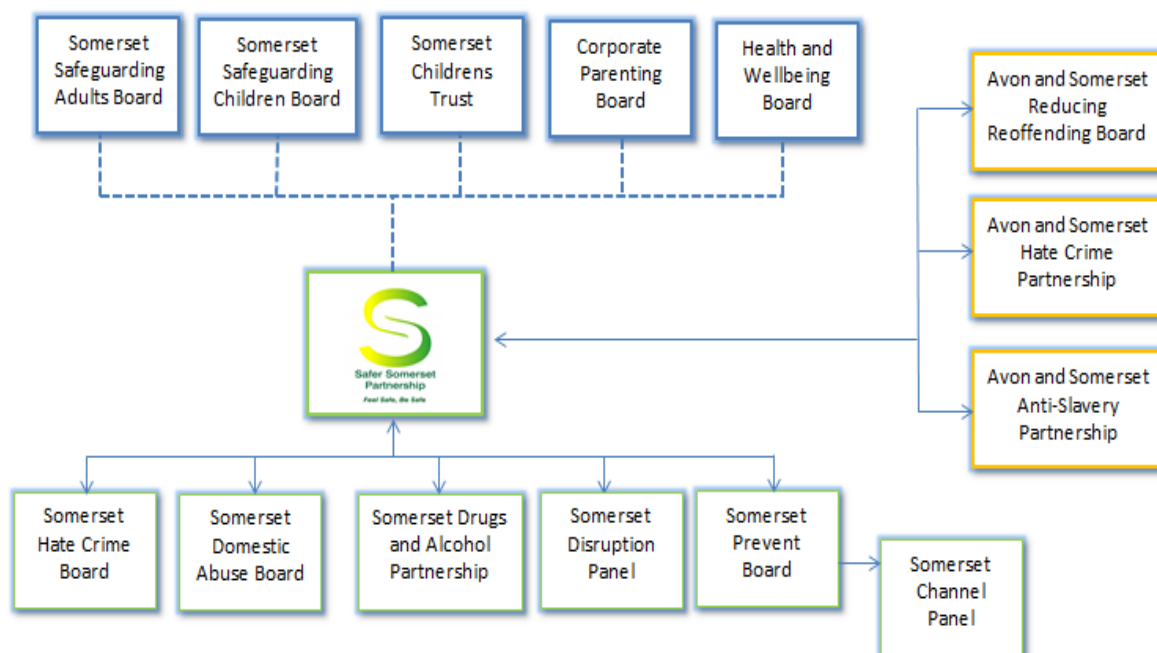 Somerset
Safeguarding
Adults Board
Somerset
Safeguarding
Children Board
Somerset
Childrens
Trust
Corporate
Parenting
Board
Health and
Wellbeing
Board
Avon and Somerset
Reducing
Reoffending Board
Avon and Somerset
Hate Crime
Partnership
Avon and Somerset
Anti-Slavery
Partnership
Safer Somerset
Partnership
Feel Safe, Be Safe
Somerset
Hate Crime
Board
Somerset
Domestic
Abuse Board
Somerset Drugs
and Alcohol
Partnership
Somerset
Disruption
Panel
Somerset
Prevent
Board
Somerset
Channel
Panel